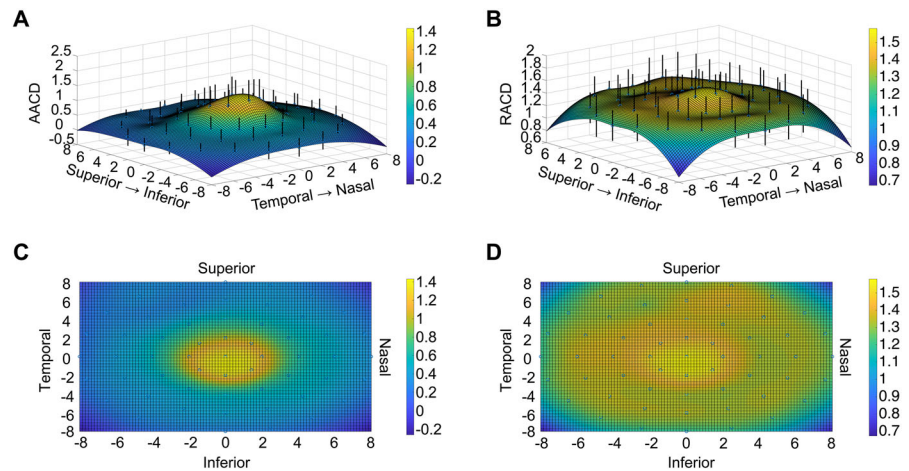 A
2.5
2
1.5
1
0.5
0
-0.5
AACD
8 6 4 2 0 -2 -4 -6 -8
Superior → Inferior
-8 -6 -4 -2 0 2 4 6 8
Temporal → Nasal
1.4
1.2
1
0.8
0.6
0.4
0.2
0
-0.2
B
2
1.8
1.6
1.4
1.2
1
0.8
0.6
RACD
8 6 4 2 0 -2 -4 -6 -8
Superior → Inferior
-8 -6 -4 -2 0 2 4 6 8
Temporal → Nasal
1.5
1.4
1.3
1.2
1.1
1
0.9
0.8
0.7
C
Superior
8
6
4
2
0
-2
-4
-6
-8
Temporal
Nasal
-8 -6 -4 -2 0 2 4 6 8
Inferior
1.4
1.2
1
0.8
0.6
0.4
0.2
0
-0.2
D
Superior
8
6
4
2
0
-2
-4
-6
-8
Temporal
Nasal
-8 -6 -4 -2 0 2 4 6 8
Inferior
1.5
1.4
1.3
1.2
1.1
1
0.9
0.8
0.7